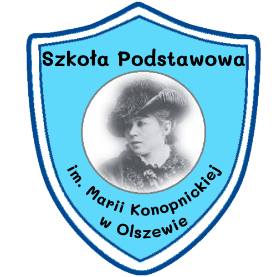 Szkoła Podstawowa
im. Marii Konopnickiej
w Olszewie